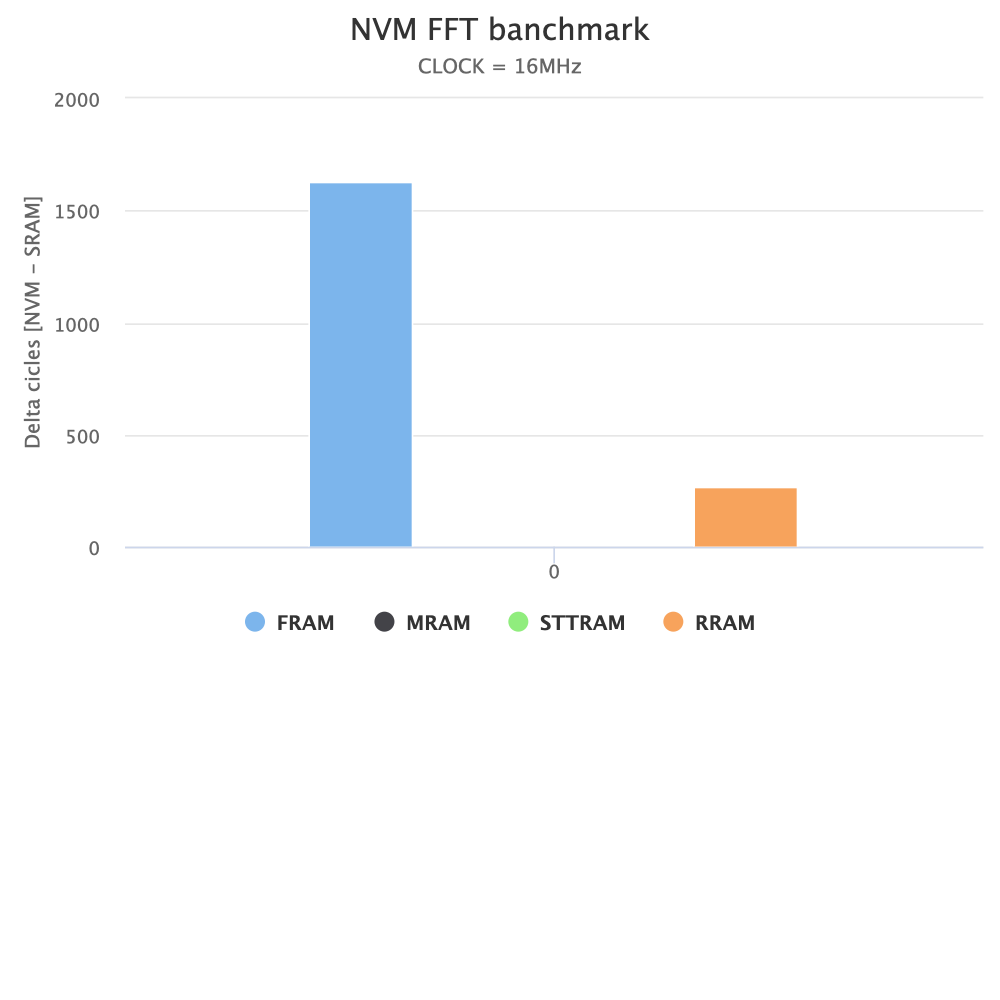 NVM FFT banchmark
CLOCK = 16MHz
Delta cicles [NVM – SRAM]
2000
1500
1000
500
0
0
FRAM MRAM STTRAM RRAM